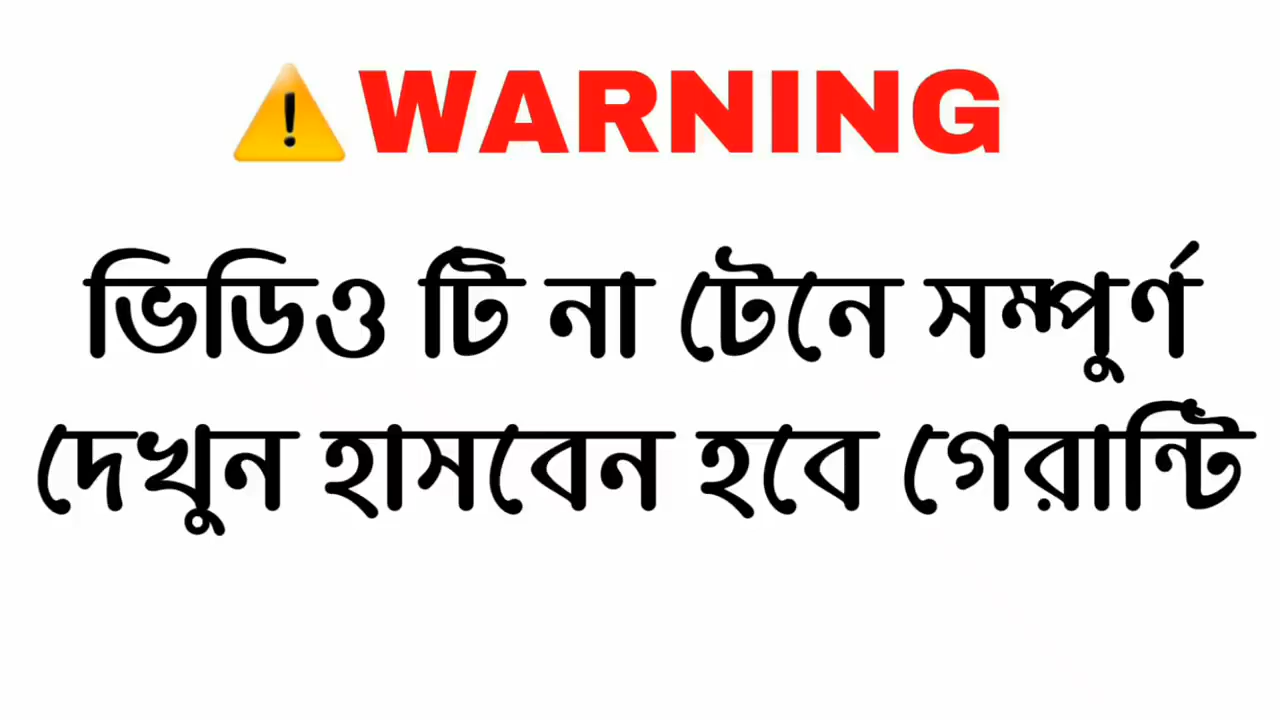 ⚠️WARNING
ভিডিও টি না টেনে সম্পুর্ণ
দেখুন হাসবেন হবে গেরান্টি